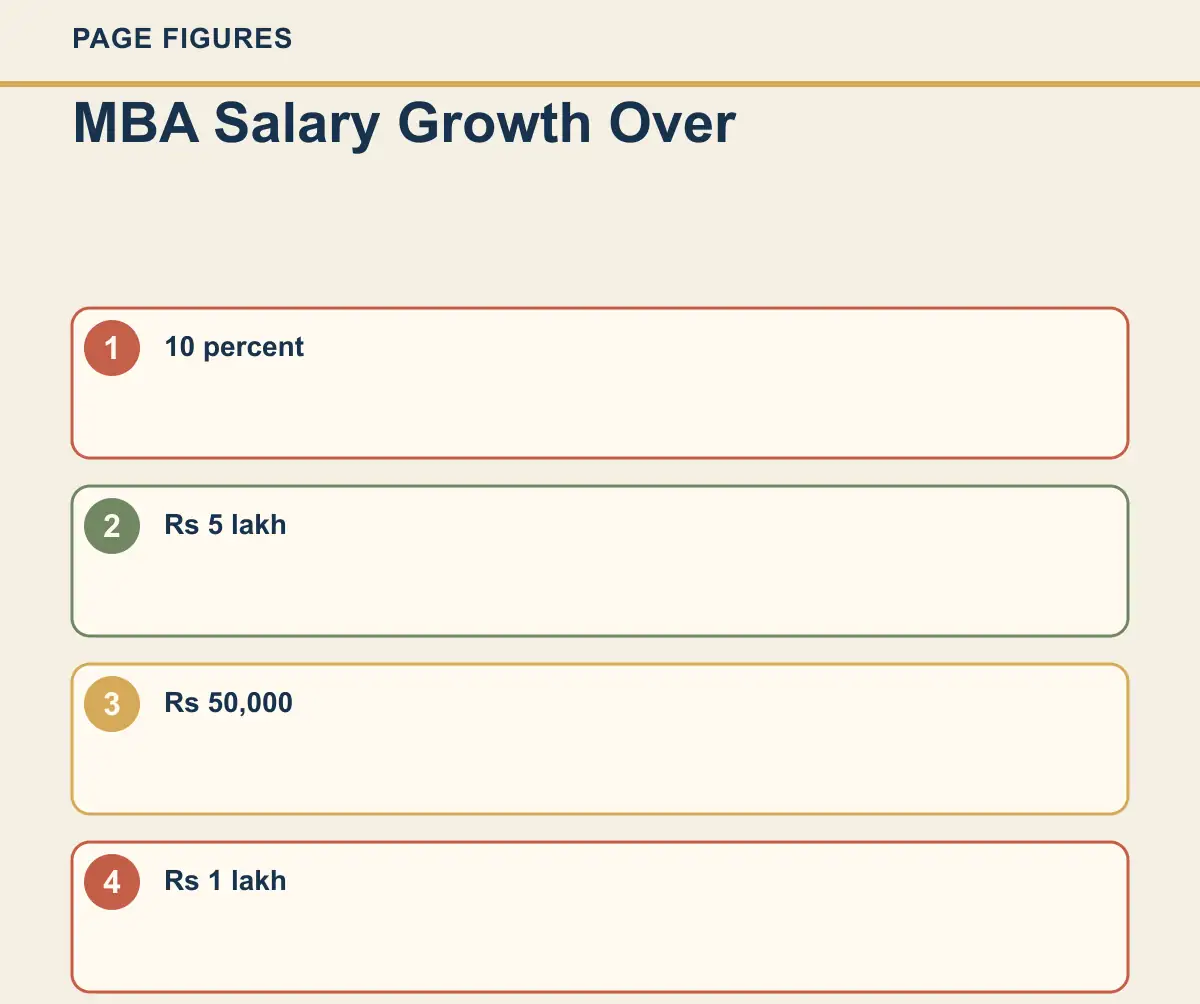 PAGE FIGURES
MBA Salary Growth Over
1 10 percent
2 Rs 5 lakh
3 Rs 50,000
4 Rs 1 lakh